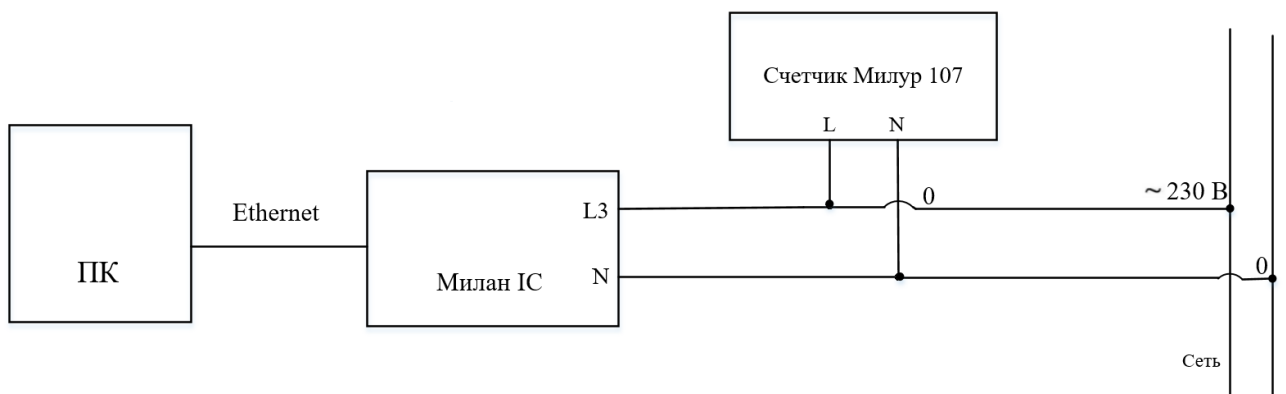 Счетчик Милур 107
L N
0
~ 230 В
Ethernet
L3
ПК
Милан IC
N
0
Сеть